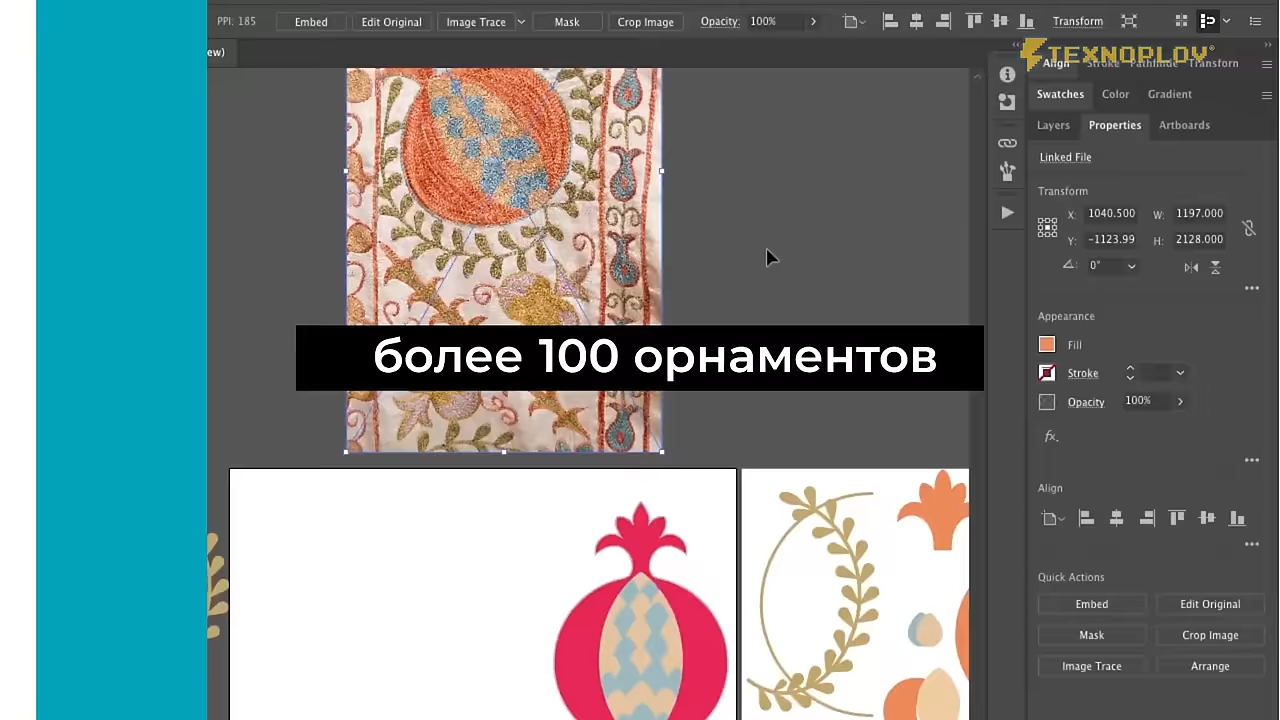 PPI: 185 Embed Edit Original Image Trace Mask Crop Image Opacity: 100% Transform
ew)
TEXNOPLOV
Align Stroke Pathfinde Transform
Swatches Color Gradient
Layers Properties Artboards
Linked File
Transform
X: 1040.500 W: 1197.000
Y: -1123.99 H: 2128.000
0°
Appearance
Fill
более 100 орнаментов
Stroke
Opacity 100%
fx.
Align
Quick Actions
Embed Edit Original
Mask Crop Image
Image Trace Arrange